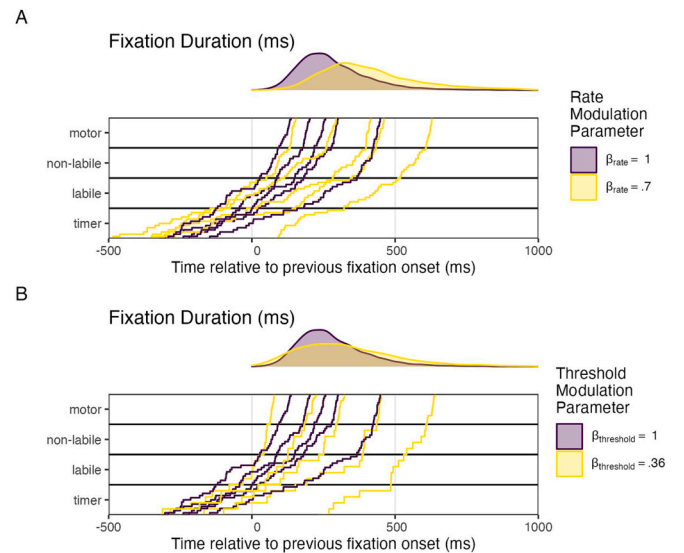 A
Fixation Duration (ms)
motor
non-labile
labile
timer
-500 0 500 1000
Time relative to previous fixation onset (ms)
Rate
Modulation
Parameter
βrate = 1
βrate = .7
B
Fixation Duration (ms)
motor
non-labile
labile
timer
-500 0 500 1000
Time relative to previous fixation onset (ms)
Threshold
Modulation
Parameter
βthreshold = 1
βthreshold = .36